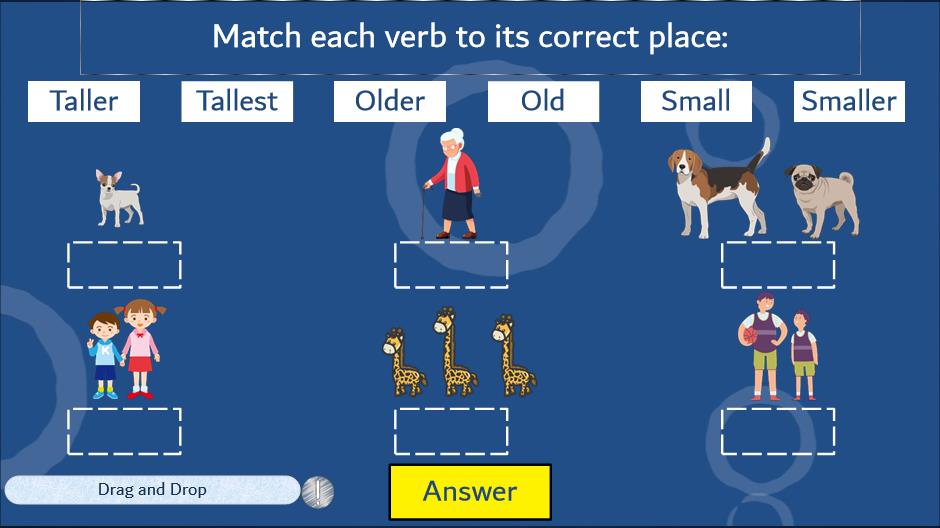 Match each verb to its correct place:
Taller
Tallest
Older
Old
Small
Smaller
K
Drag and Drop
!
Answer